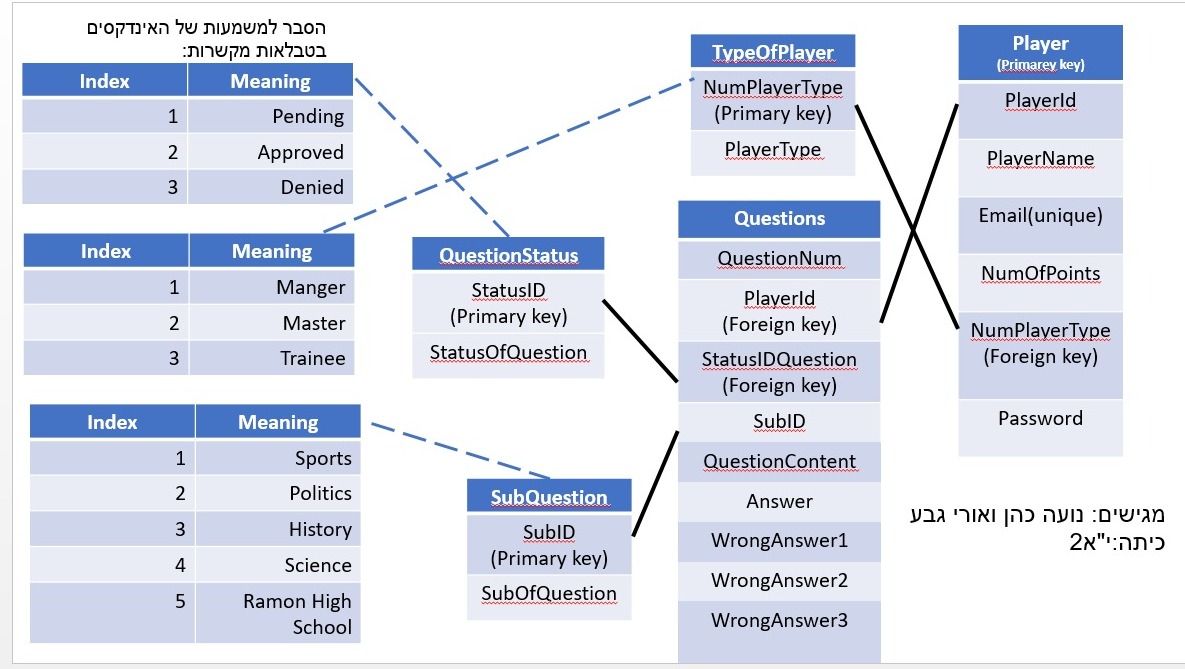 הסבר למשמעות של האינדקסים
בטבלאות מקשרות:
Index Meaning
1 Pending
2 Approved
3 Denied
Index Meaning
1 Manger
2 Master
3 Trainee
Index Meaning
1 Sports
2 Politics
3 History
4 Science
5 Ramon High
School
QuestionStatus
StatusID
(Primary key)
StatusOfQuestion
SubQuestion
SubID
(Primary key)
SubOfQuestion
TypeOfPlayer
NumPlayerType
(Primary key)
PlayerType
Questions
QuestionNum
PlayerId
(Foreign key)
StatusIDQuestion
(Foreign key)
SubID
QuestionContent
Answer
WrongAnswer1
WrongAnswer2
WrongAnswer3
Player
(Primarey key)
PlayerId
PlayerName
Email(unique)
NumOfPoints
NumPlayerType
(Foreign key)
Password
מגישים: נועה כהן ואורי גבע
כיתה:י"א2